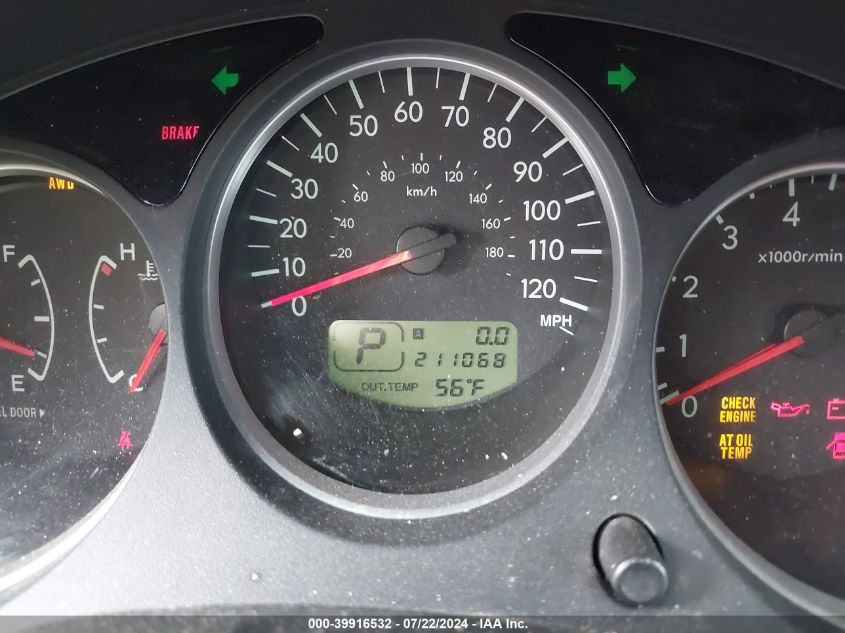 BRAKE
AWD
F
E
EL DOOR
H
C
0
10
20
30
40
50
60
70
80
90
100
110
120
MPH
20
40
60
80
100
120
140
160
180
km/h
P
A
0.0
211068
OUT.TEMP 56°F
0
1
2
3
4
x1000r/min
CHECK
ENGINE
AT OIL
TEMP
000-39916532 - 07/22/2024 - IAA Inc.